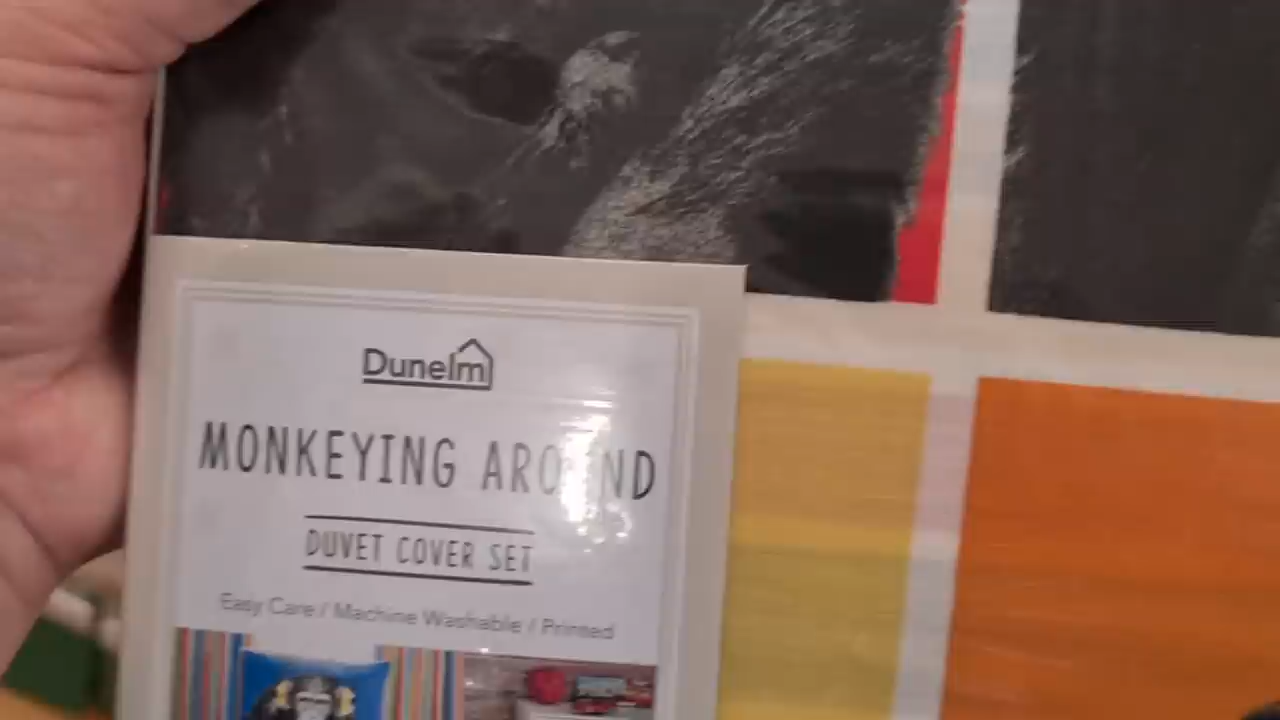 Dunelm
MONKEYING AROUND
DUVET COVER SET
Easy Care / Machine Washable / Printed